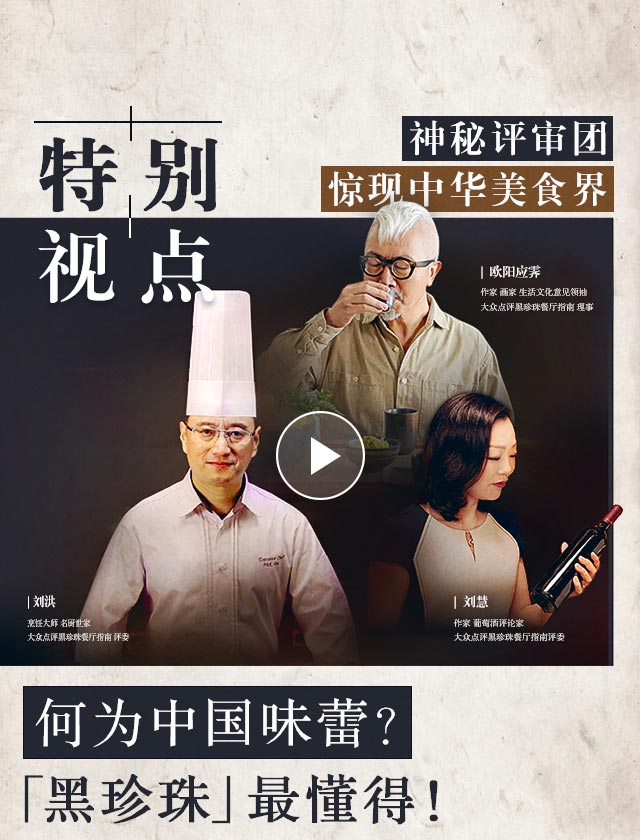 特别
视点
神秘评审团
惊现中华美食界
欧阳应霁
作家 画家 生活文化意见领袖
大众点评黑珍珠餐厅指南 理事
刘洪
烹饪大师 名厨世家
大众点评黑珍珠餐厅指南 评委
刘慧
作家 葡萄酒评论家
大众点评黑珍珠餐厅指南评委
何为中国味蕾?
「黑珍珠」最懂得!